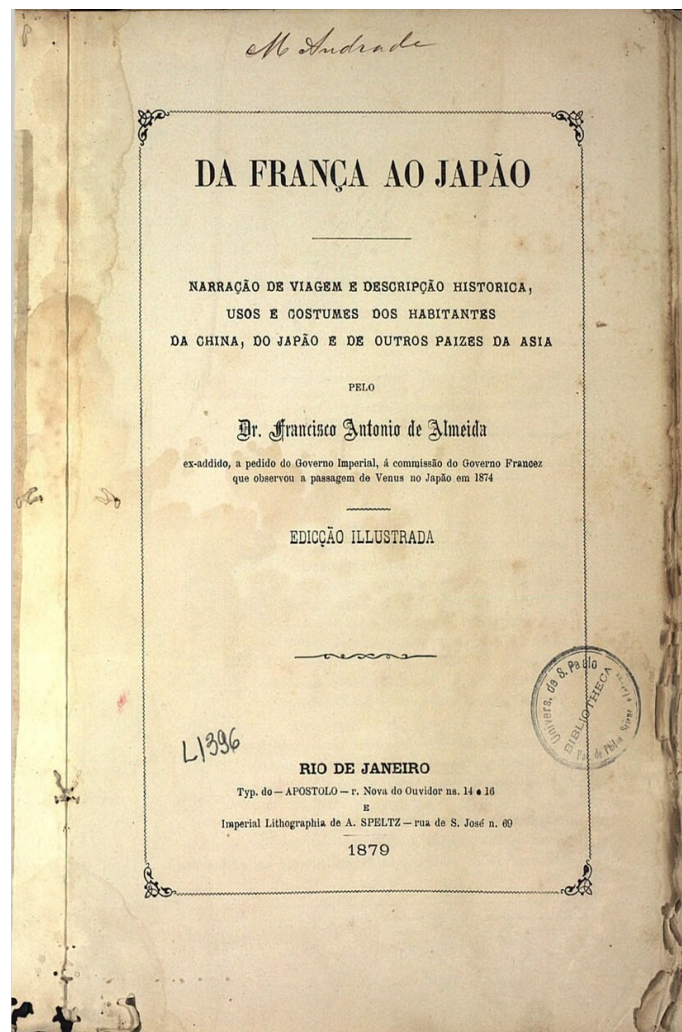 M Andrade
DA FRANÇA AO JAPÃO
NARRAÇÃO DE VIAGEM E DESCRIPÇÃO HISTORICA,
USOS E COSTUMES DOS HABITANTES
DA CHINA, DO JAPÃO E DE OUTROS PAIZES DA ASIA
PELO
Dr. Francisco Antonio de Almeida
ex-addido, a pedido do Governo Imperial, á commissão do Governo Francez
que observou a passagem de Venus no Japão em 1874
EDICÇÃO ILLUSTRADA
Univers. de S. Paulo
BIBLIOTHECA
L1396
RIO DE JANEIRO
Typ. do — APOSTOLO — r. Nova do Ouvidor ns. 14 e 16
E
Imperial Lithographia de A. SPELTZ — rua de S. José n. 69
1879